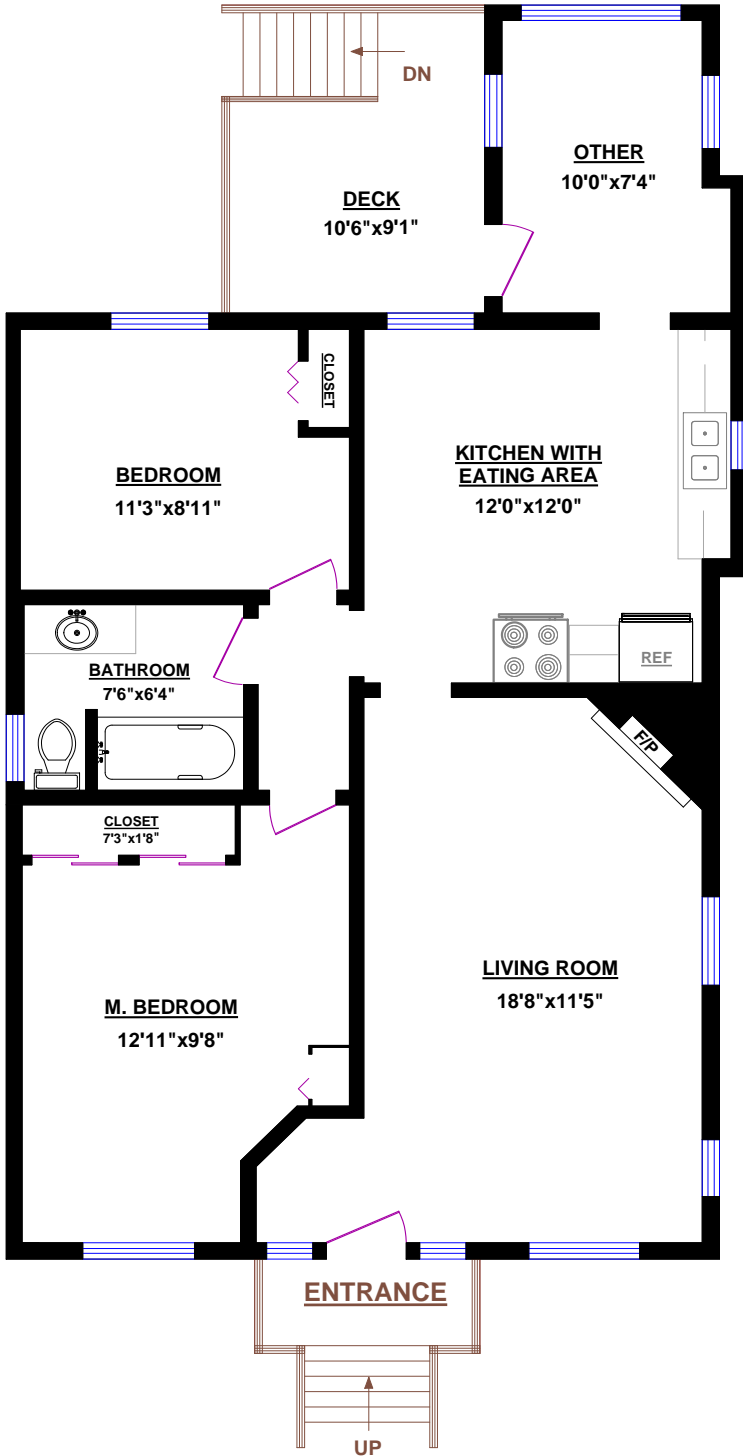 DN
OTHER
10'0"x7'4"
DECK
10'6"x9'1"
CLOSET
BEDROOM
11'3"x8'11"
KITCHEN WITH
EATING AREA
12'0"x12'0"
BATHROOM
7'6"x6'4"
REF
F/P
CLOSET
7'3"x1'8"
LIVING ROOM
18'8"x11'5"
M. BEDROOM
12'11"x9'8"
ENTRANCE
UP